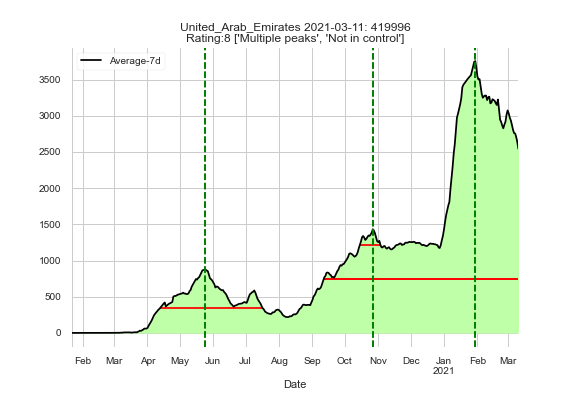 United_Arab_Emirates 2021-03-11: 419996
Rating:8 ['Multiple peaks', 'Not in control']
Average-7d
3500
3000
2500
2000
1500
1000
500
0
Feb Mar Apr May Jun Jul Aug Sep Oct Nov Dec Jan Feb Mar
2021
Date